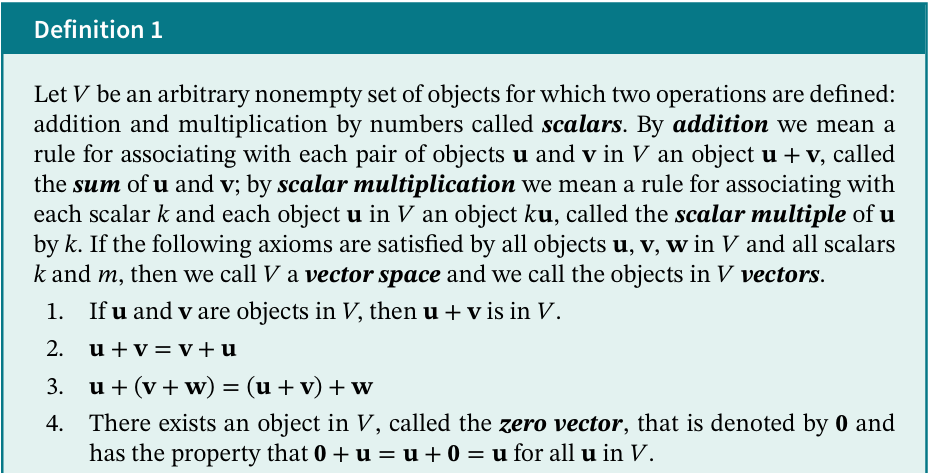 Definition 1
Let V be an arbitrary nonempty set of objects for which two operations are defined:
addition and multiplication by numbers called scalars. By addition we mean a
rule for associating with each pair of objects u and v in V an object u + v, called
the sum of u and v; by scalar multiplication we mean a rule for associating with
each scalar k and each object u in V an object ku, called the scalar multiple of u
by k. If the following axioms are satisfied by all objects u, v, w in V and all scalars
k and m, then we call V a vector space and we call the objects in V vectors.
1. If u and v are objects in V, then u + v is in V.
2. u + v = v + u
3. u + (v + w) = (u + v) + w
4. There exists an object in V, called the zero vector, that is denoted by 0 and
has the property that 0 + u = u + 0 = u for all u in V.